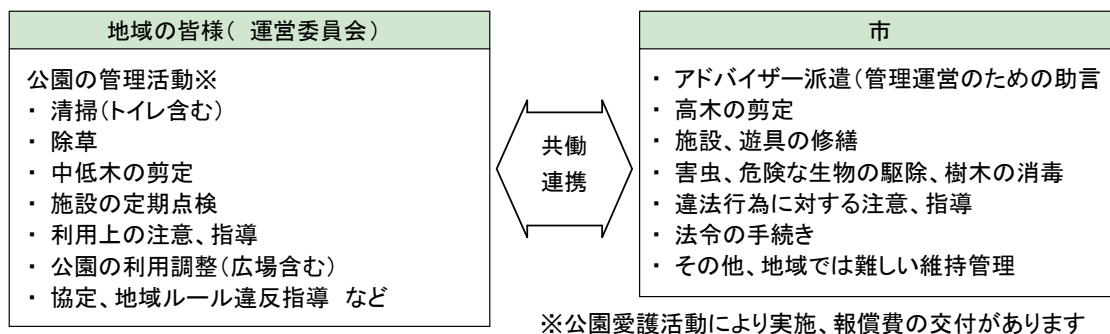 地域の皆様( 運営委員会)
公園の管理活動※
・ 清掃(トイレ含む)
・ 除草
・ 中低木の剪定
・ 施設の定期点検
・ 利用上の注意、指導
・ 公園の利用調整(広場含む)
・ 協定、地域ルール違反指導 など
共働
連携
市
・ アドバイザー派遣(管理運営のための助言
・ 高木の剪定
・ 施設、遊具の修繕
・ 害虫、危険な生物の駆除、樹木の消毒
・ 違法行為に対する注意、指導
・ 法令の手続き
・ その他、地域では難しい維持管理
※公園愛護活動により実施、報償費の交付があります